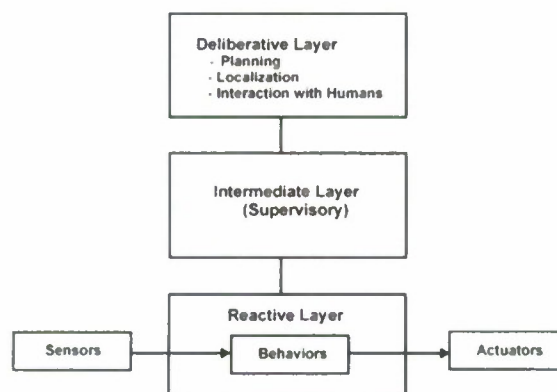 Deliberative Layer
- Planning
- Localization
- Interaction with Humans
Intermediate Layer
(Supervisory)
Reactive Layer
Sensors
Behaviors
Actuators